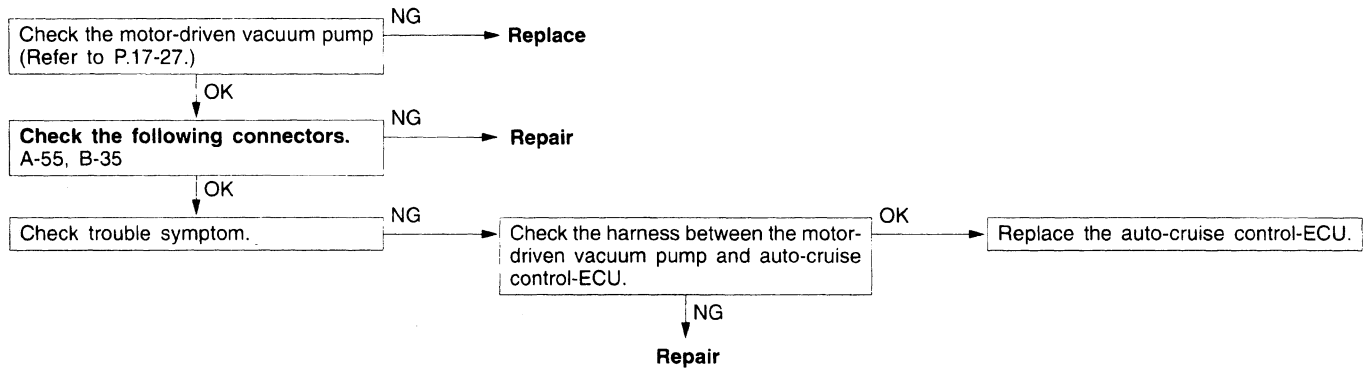 NG
Check the motor-driven vacuum pump
(Refer to P.17-27.)
Replace
OK
NG
Check the following connectors.
A-55, B-35
Repair
OK
NG
Check trouble symptom.
Check the harness between the motor-
driven vacuum pump and auto-cruise
control-ECU.
OK
Replace the auto-cruise control-ECU.
NG
Repair